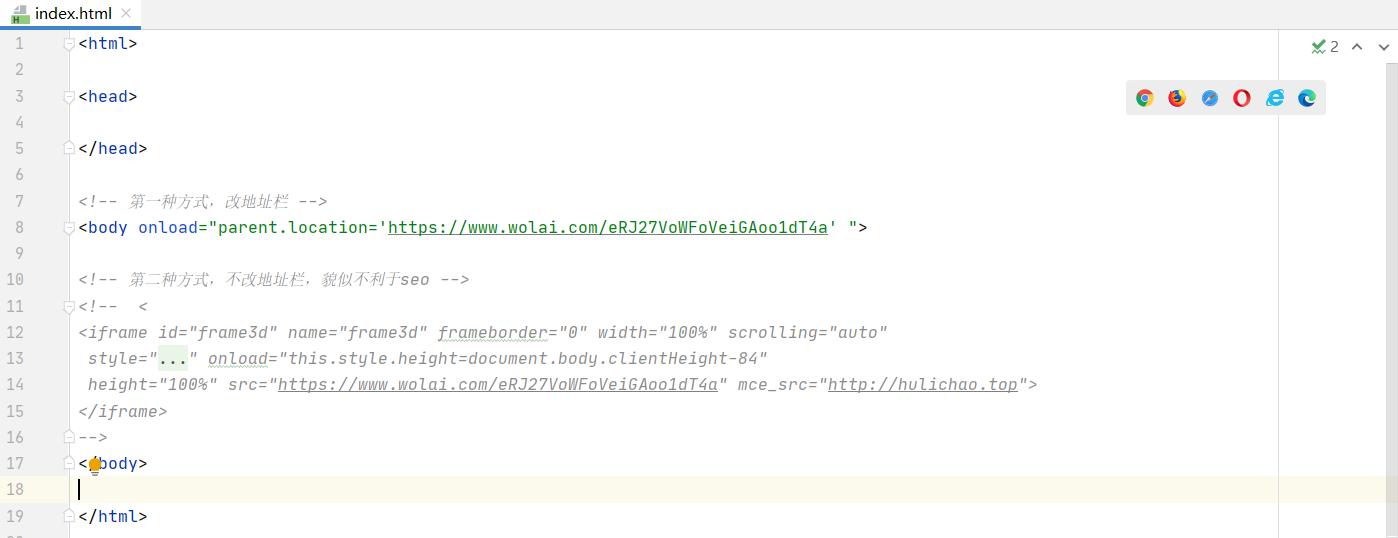 index.html
2
1 <html>
2
3 <head>
4
5 </head>
6
7 <!-- 第一种方式，改地址栏 -->
8 <body onload="parent.location='https://www.wolai.com/eRJ27VoWFoVeiGAoo1dT4a' ">
9
10 <!-- 第二种方式，不改地址栏，貌似不利于seo -->
11 <!--  <
12 <iframe id="frame3d" name="frame3d" frameborder="0" width="100%" scrolling="auto"
13  style="..." onload="this.style.height=document.body.clientHeight-84"
14  height="100%" src="https://www.wolai.com/eRJ27VoWFoVeiGAoo1dT4a" mce_src="http://hulichao.top">
15 </iframe>
16 -->
17 </body>
18
19 </html>